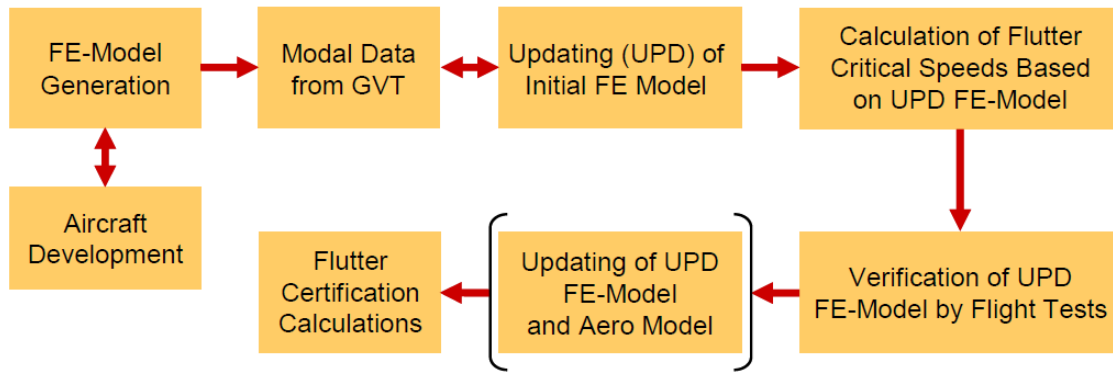 FE-Model
Generation
Modal Data
from GVT
Updating (UPD) of
Initial FE Model
Calculation of Flutter
Critical Speeds Based
on UPD FE-Model
Aircraft
Development
Flutter
Certification
Calculations
Updating of UPD
FE-Model
and Aero Model
Verification of UPD
FE-Model by Flight Tests